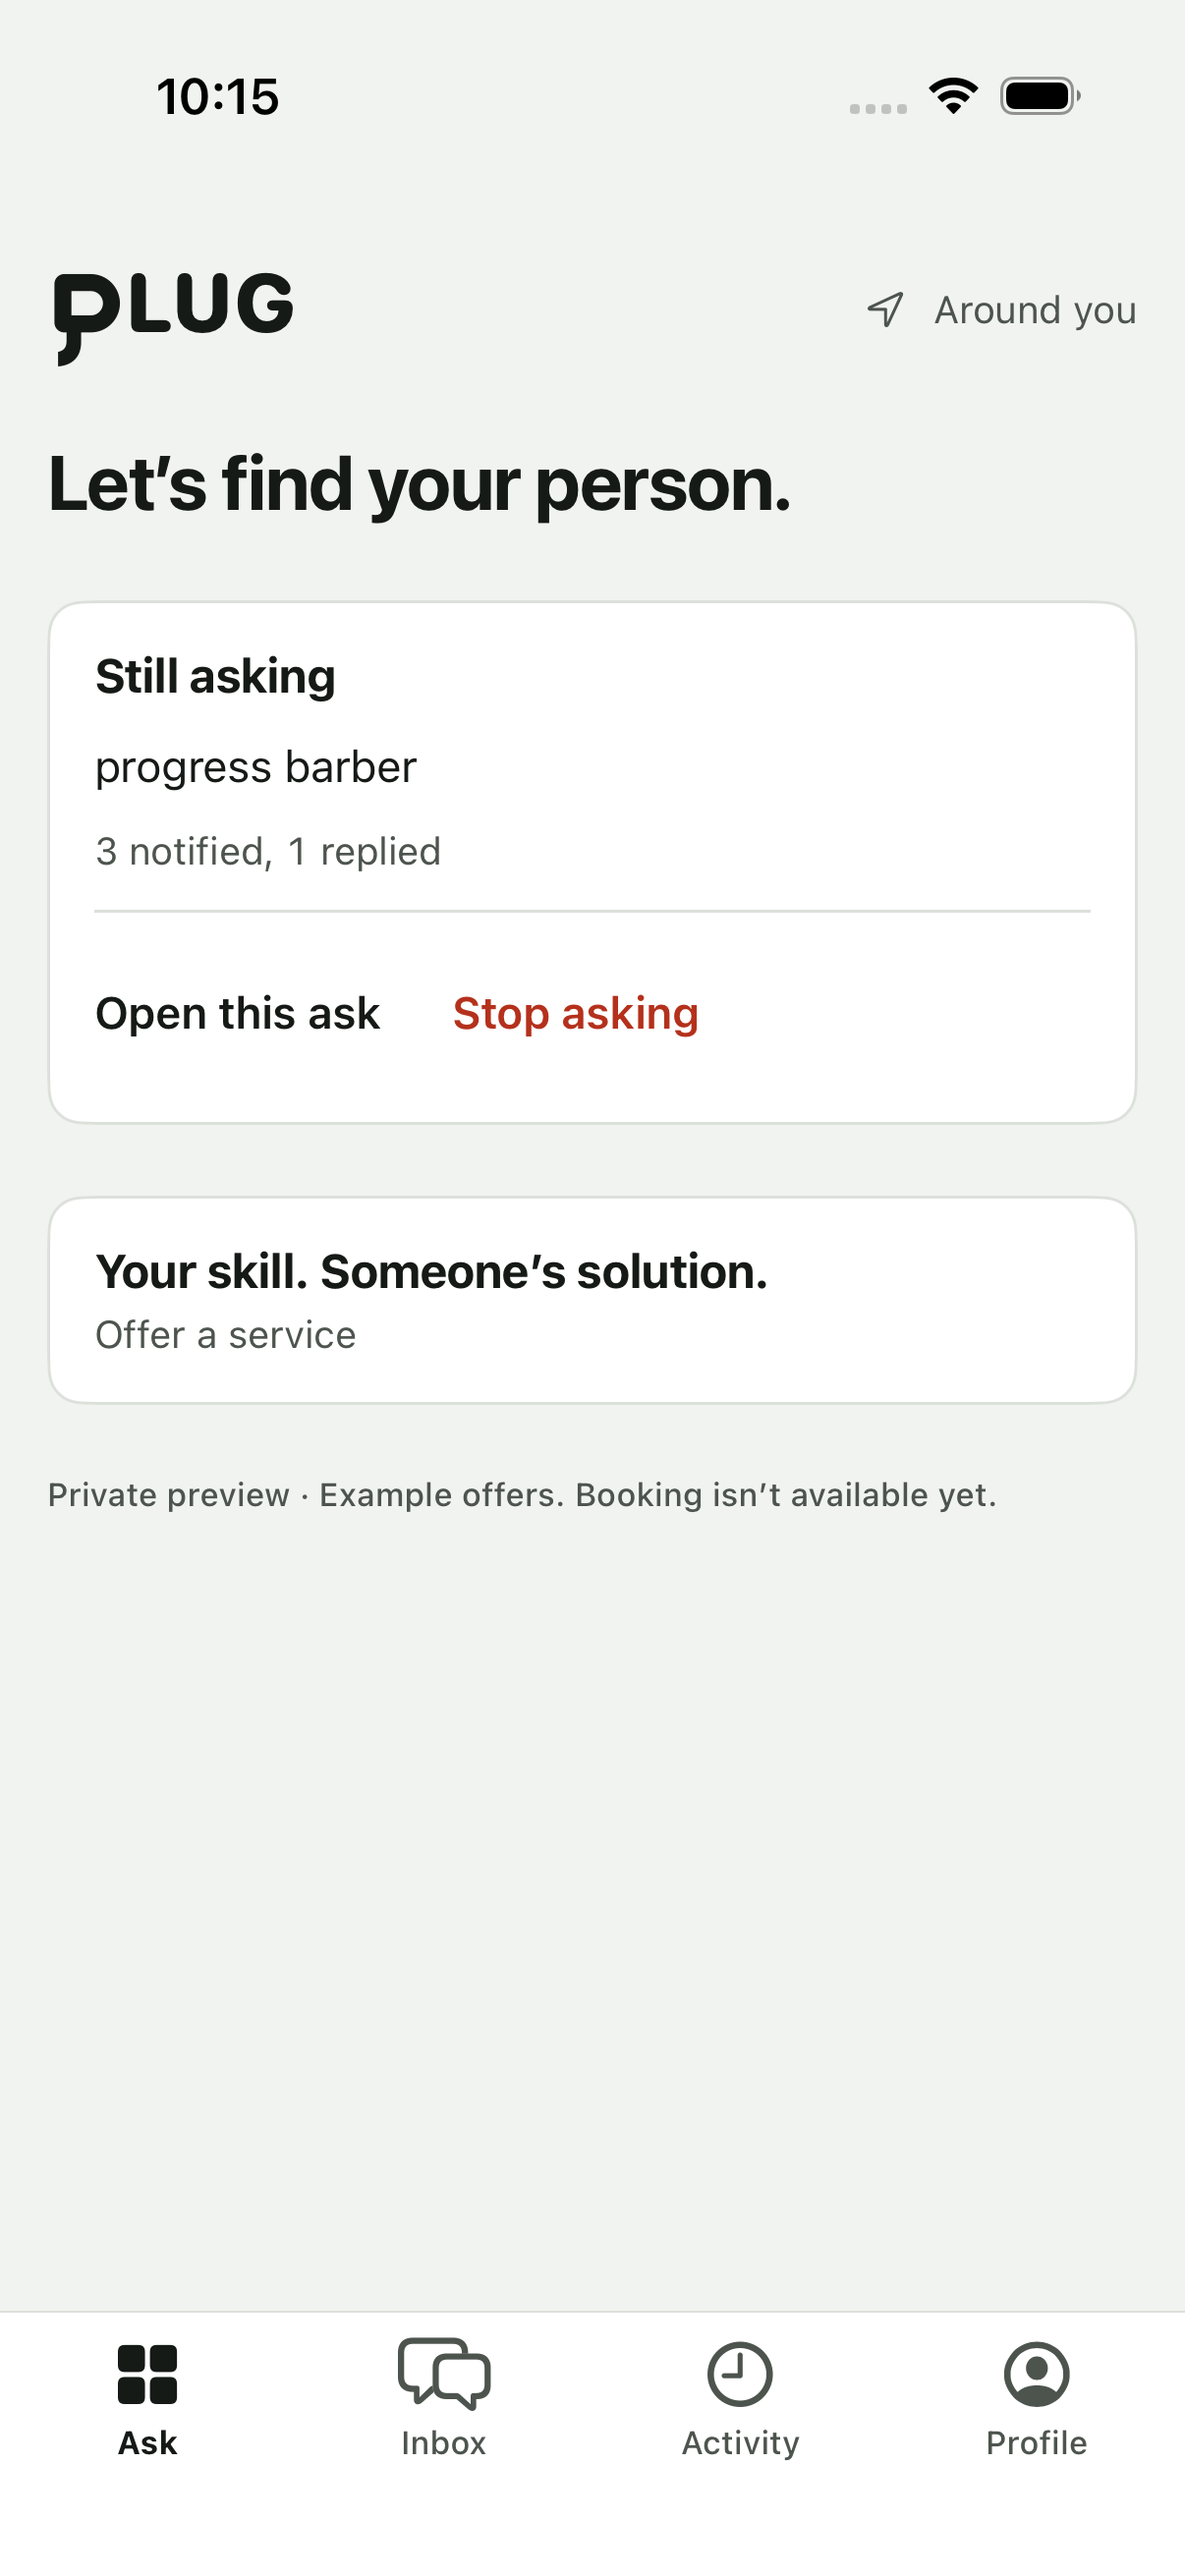 10:15
PLUG
Around you
Let’s find your person.
Still asking
progress barber
3 notified, 1 replied
Open this ask
Stop asking
Your skill. Someone’s solution.
Offer a service
Private preview · Example offers. Booking isn’t available yet.
Ask
Inbox
Activity
Profile